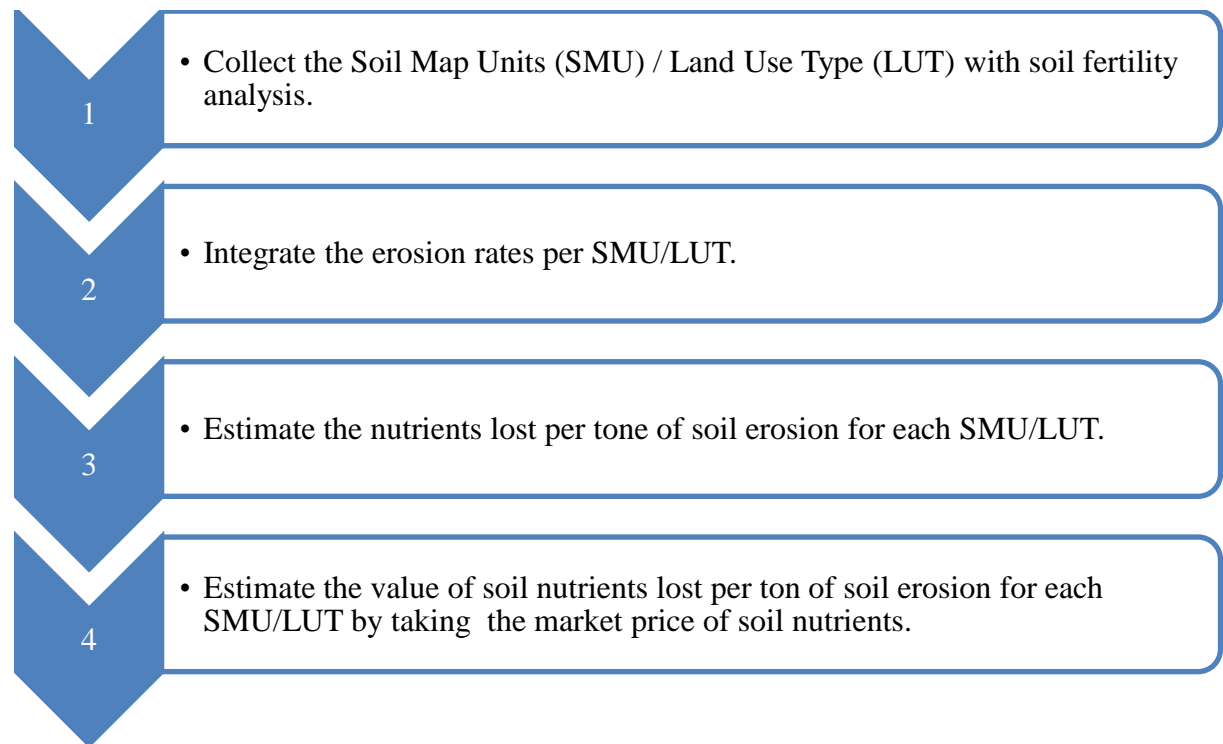 1
• Collect the Soil Map Units (SMU) / Land Use Type (LUT) with soil fertility
analysis.
2
• Integrate the erosion rates per SMU/LUT.
3
• Estimate the nutrients lost per tone of soil erosion for each SMU/LUT.
4
• Estimate the value of soil nutrients lost per ton of soil erosion for each
SMU/LUT by taking  the market price of soil nutrients.